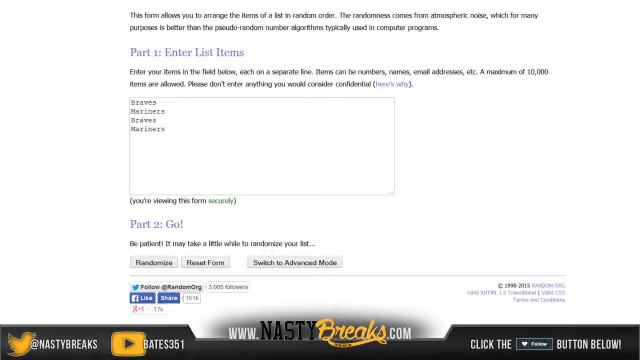 This form allows you to arrange the items of a list in random order. The randomness comes from atmospheric noise, which for many
purposes is better than the pseudo-random number algorithms typically used in computer programs.
Part 1: Enter List Items
Enter your items in the field below, each on a separate line. Items can be numbers, names, email addresses, etc. A maximum of 10,000
items are allowed. Please don't enter anything you would consider confidential (here's why).
Braves
Mariners
Braves
Mariners
(you're viewing this form securely)
Part 2: Go!
Be patient! It may take a little while to randomize your list...
Randomize Reset Form Switch to Advanced Mode
Follow @RandomOrg 3,005 followers
Like Share 161k
g+1 17k
© 1998-2015 RANDOM.ORG
Valid XHTML 1.0 Transitional | Valid CSS
Terms and Conditions
@NASTYBREAKS BATES351 WWW.NASTYBreaks.COM CLICK THE Follow BUTTON BELOW!